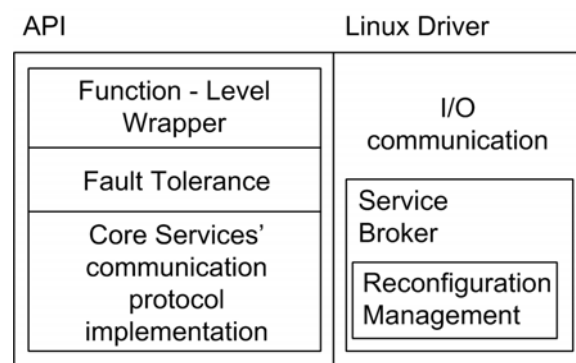 API
Function - Level
Wrapper
Fault Tolerance
Core Services’
communication
protocol
implementation
Linux Driver
I/O
communication
Service
Broker
Reconfiguration
Management